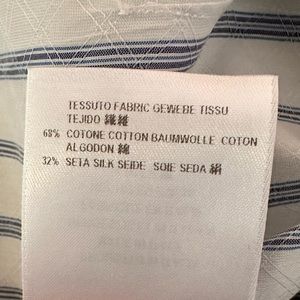 TESSUTO FABRIC GEWEBE TISSU
TEJIDO 纖維
68% COTONE COTTON BAUMWOLLE COTON
ALGODON 綿
32% SETA SILK SEIDE SOIE SEDA 絹